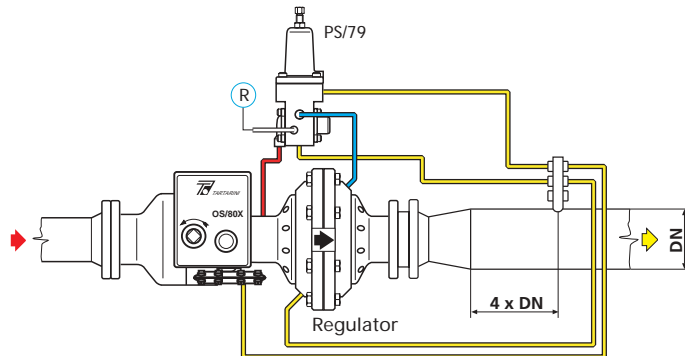 PS/79
R
TARTARINI
OS/80X
DN
4 x DN
Regulator